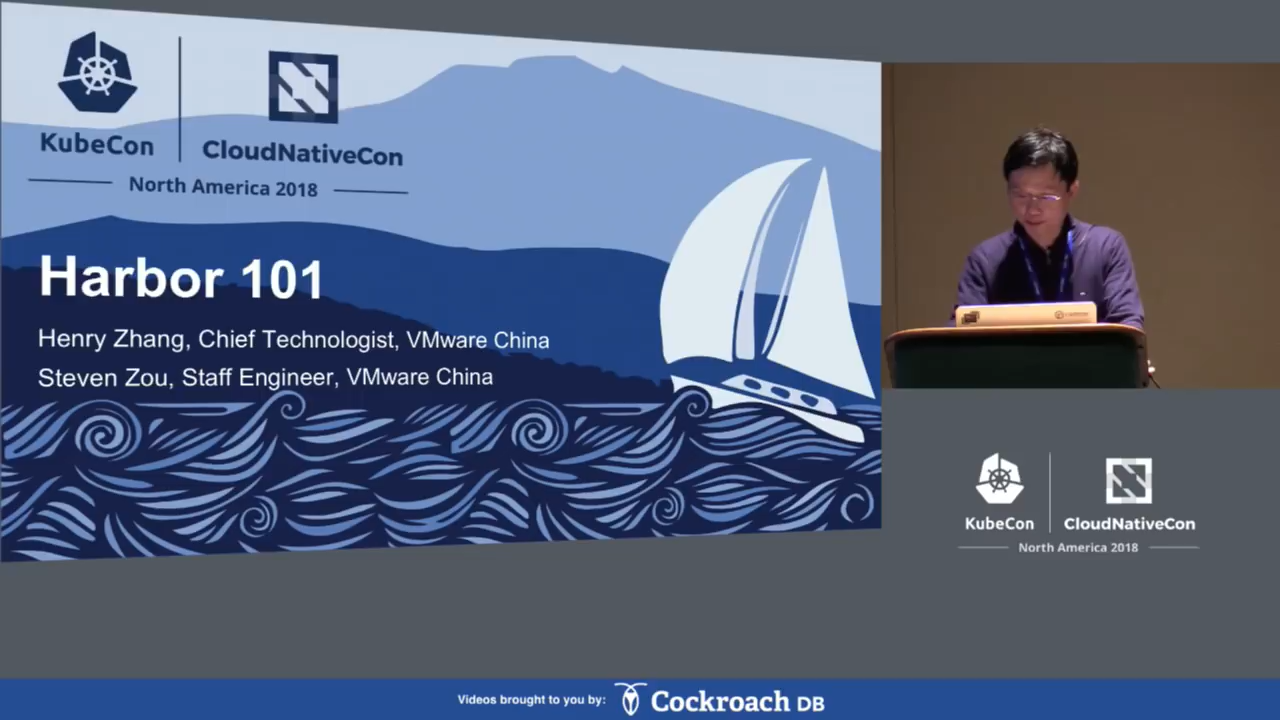 KubeCon
CloudNativeCon
North America 2018
Harbor 101
Henry Zhang, Chief Technologist, VMware China
Steven Zou, Staff Engineer, VMware China
KubeCon
CloudNativeCon
North America 2018
Videos brought to you by:
Cockroach DB